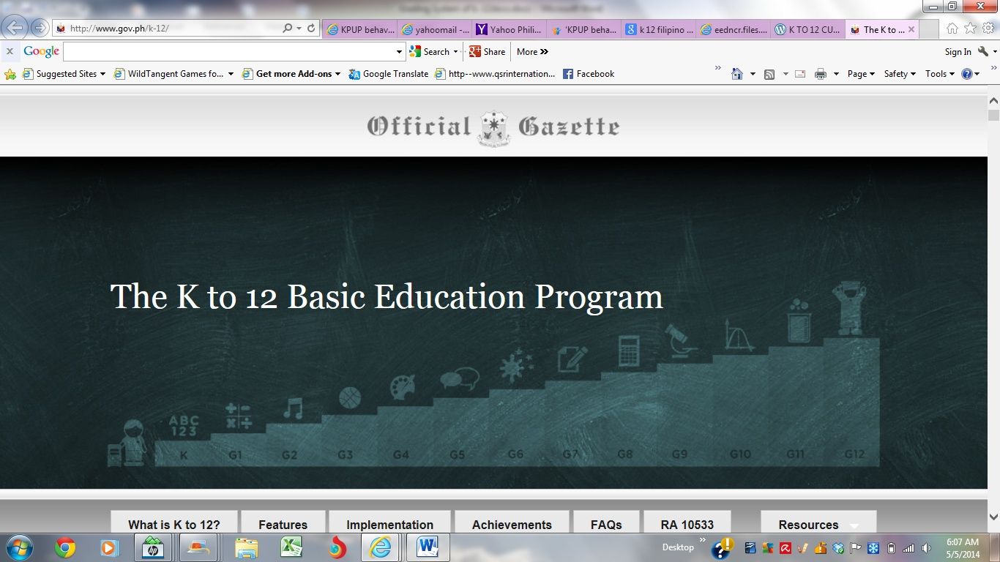 http://www.gov.ph/k-12/
KPUP behav...
yahoomail - ...
Yahoo Phili...
'KPUP beha...
k 12 filipino ...
eedncr.files....
K TO 12 CU...
The K to ...
x Google Search Share More » Sign In
Suggested Sites
WildTangent Games fo...
Get more Add-ons
Google Translate
http--www.qsrinternation...
Facebook
»
Page
Safety
Tools
»
Official Gazette
The K to 12 Basic Education Program
ABC
123
K G1 G2 G3 G4 G5 G6 G7 G8 G9 G10 G11 G12
What is K to 12? Features Implementation Achievements FAQs RA 10533 Resources
hp
Desktop »
6:07 AM
5/5/2014